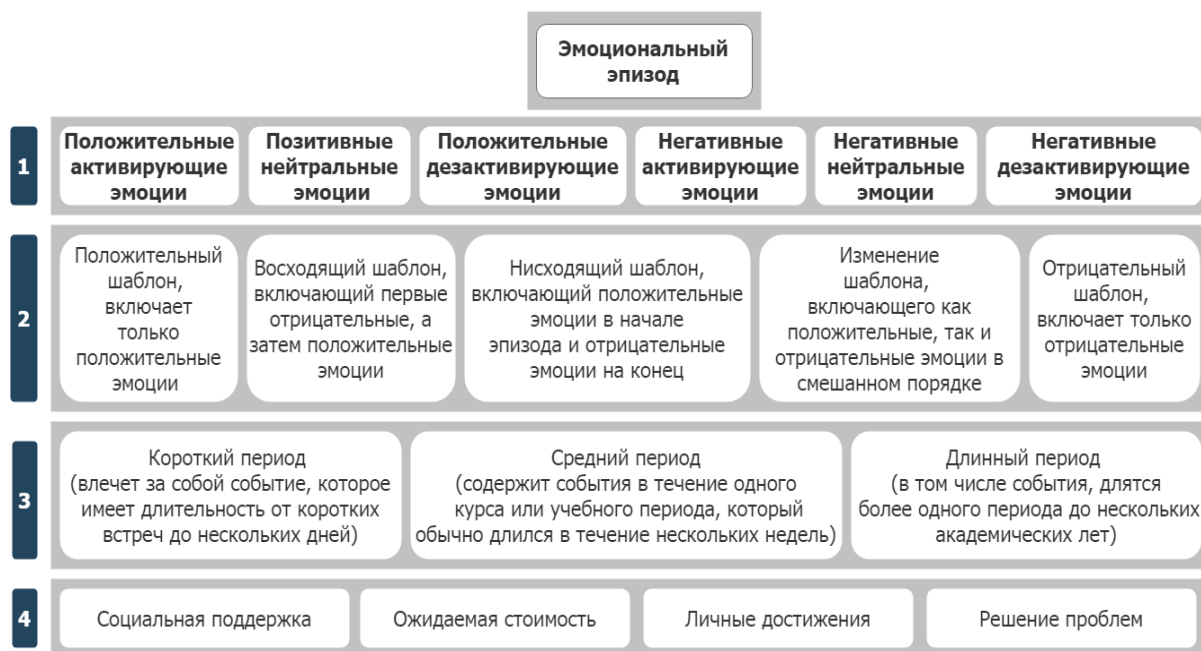 Эмоциональный
эпизод
1
Положительные
активирующие
эмоции
Позитивные
нейтральные
эмоции
Положительные
дезактивирующие
эмоции
Негативные
активирующие
эмоции
Негативные
нейтральные
эмоции
Негативные
дезактивирующие
эмоции
2
Положительный
шаблон,
включает
только
положительные
эмоции
Восходящий шаблон,
включающий первые
отрицательные, а
затем положительные
эмоции
Нисходящий шаблон,
включающий положительные
эмоции в начале
эпизода и отрицательные
эмоции на конец
Изменение
шаблона,
включающего как
положительные, так и
отрицательные эмоции в
смешанном порядке
Отрицательный
шаблон,
включает только
отрицательные
эмоции
3
Короткий период
(влечет за собой событие, которое
имеет длительность от коротких
встреч до нескольких дней)
Средний период
(содержит события в течение одного
курса или учебного периода, который
обычно длился в течение нескольких недель)
Длинный период
(в том числе события, длятся
более одного периода до нескольких
академических лет)
4
Социальная поддержка
Ожидаемая стоимость
Личные достижения
Решение проблем